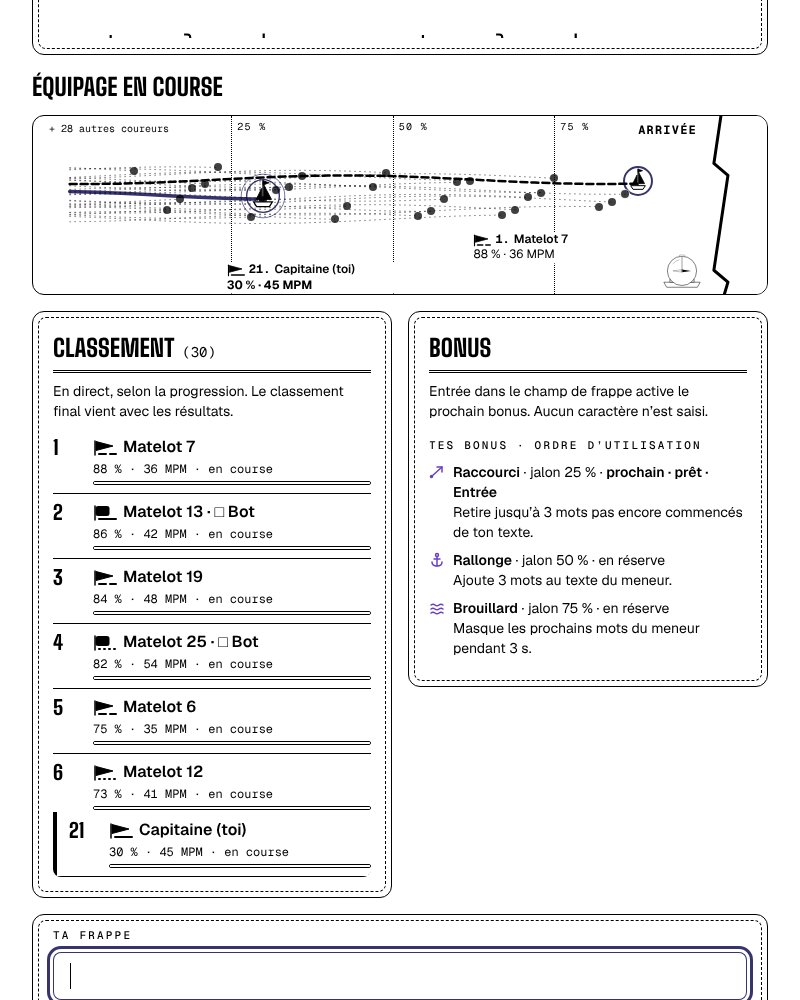 ÉQUIPAGE EN COURSE
+ 28 autres coureurs
25 %
50 %
75 %
ARRIVÉE
1. Matelot 7
88 % · 36 MPM
21. Capitaine (toi)
30 % · 45 MPM
CLASSEMENT (30)
En direct, selon la progression. Le classement
final vient avec les résultats.
1 Matelot 7
88 % · 36 MPM · en course
2 Matelot 13 · □ Bot
86 % · 42 MPM · en course
3 Matelot 19
84 % · 48 MPM · en course
4 Matelot 25 · □ Bot
82 % · 54 MPM · en course
5 Matelot 6
75 % · 35 MPM · en course
6 Matelot 12
73 % · 41 MPM · en course
21 Capitaine (toi)
30 % · 45 MPM · en course
BONUS
Entrée dans le champ de frappe active le
prochain bonus. Aucun caractère n’est saisi.
TES BONUS · ORDRE D'UTILISATION
Raccourci · jalon 25 % · prochain · prêt ·
Entrée
Retire jusqu’à 3 mots pas encore commencés
de ton texte.
Rallonge · jalon 50 % · en réserve
Ajoute 3 mots au texte du meneur.
Brouillard · jalon 75 % · en réserve
Masque les prochains mots du meneur
pendant 3 s.
TA FRAPPE